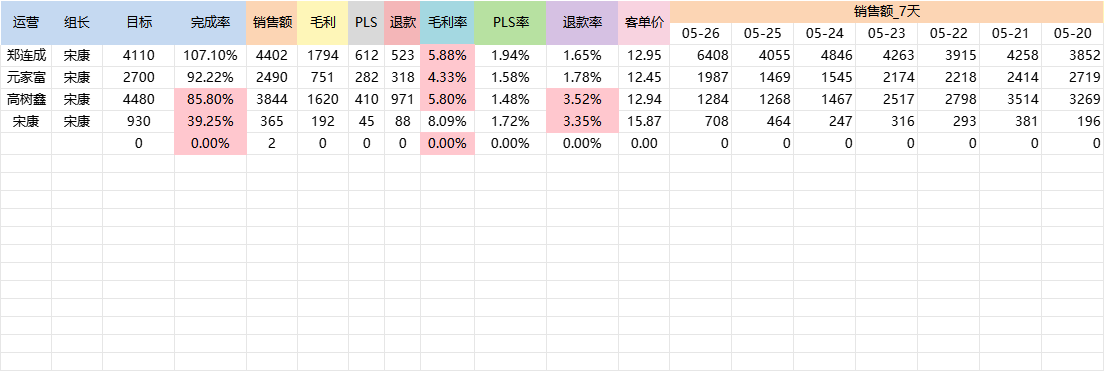 运营 组长 目标 完成率 销售额 毛利 PLS 退款 毛利率 PLS率 退款率 客单价 销售额_7天
05-26 05-25 05-24 05-23 05-22 05-21 05-20
郑连成 宋康 4110 107.10% 4402 1794 612 523 5.88% 1.94% 1.65% 12.95 6408 4055 4846 4263 3915 4258 3852
元家富 宋康 2700 92.22% 2490 751 282 318 4.33% 1.58% 1.78% 12.45 1987 1469 1545 2174 2218 2414 2719
高树鑫 宋康 4480 85.80% 3844 1620 410 971 5.80% 1.48% 3.52% 12.94 1284 1268 1467 2517 2798 3514 3269
宋康 宋康 930 39.25% 365 192 45 88 8.09% 1.72% 3.35% 15.87 708 464 247 316 293 381 196
0 0.00% 2 0 0 0 0.00% 0.00% 0.00% 0.00 0 0 0 0 0 0 0